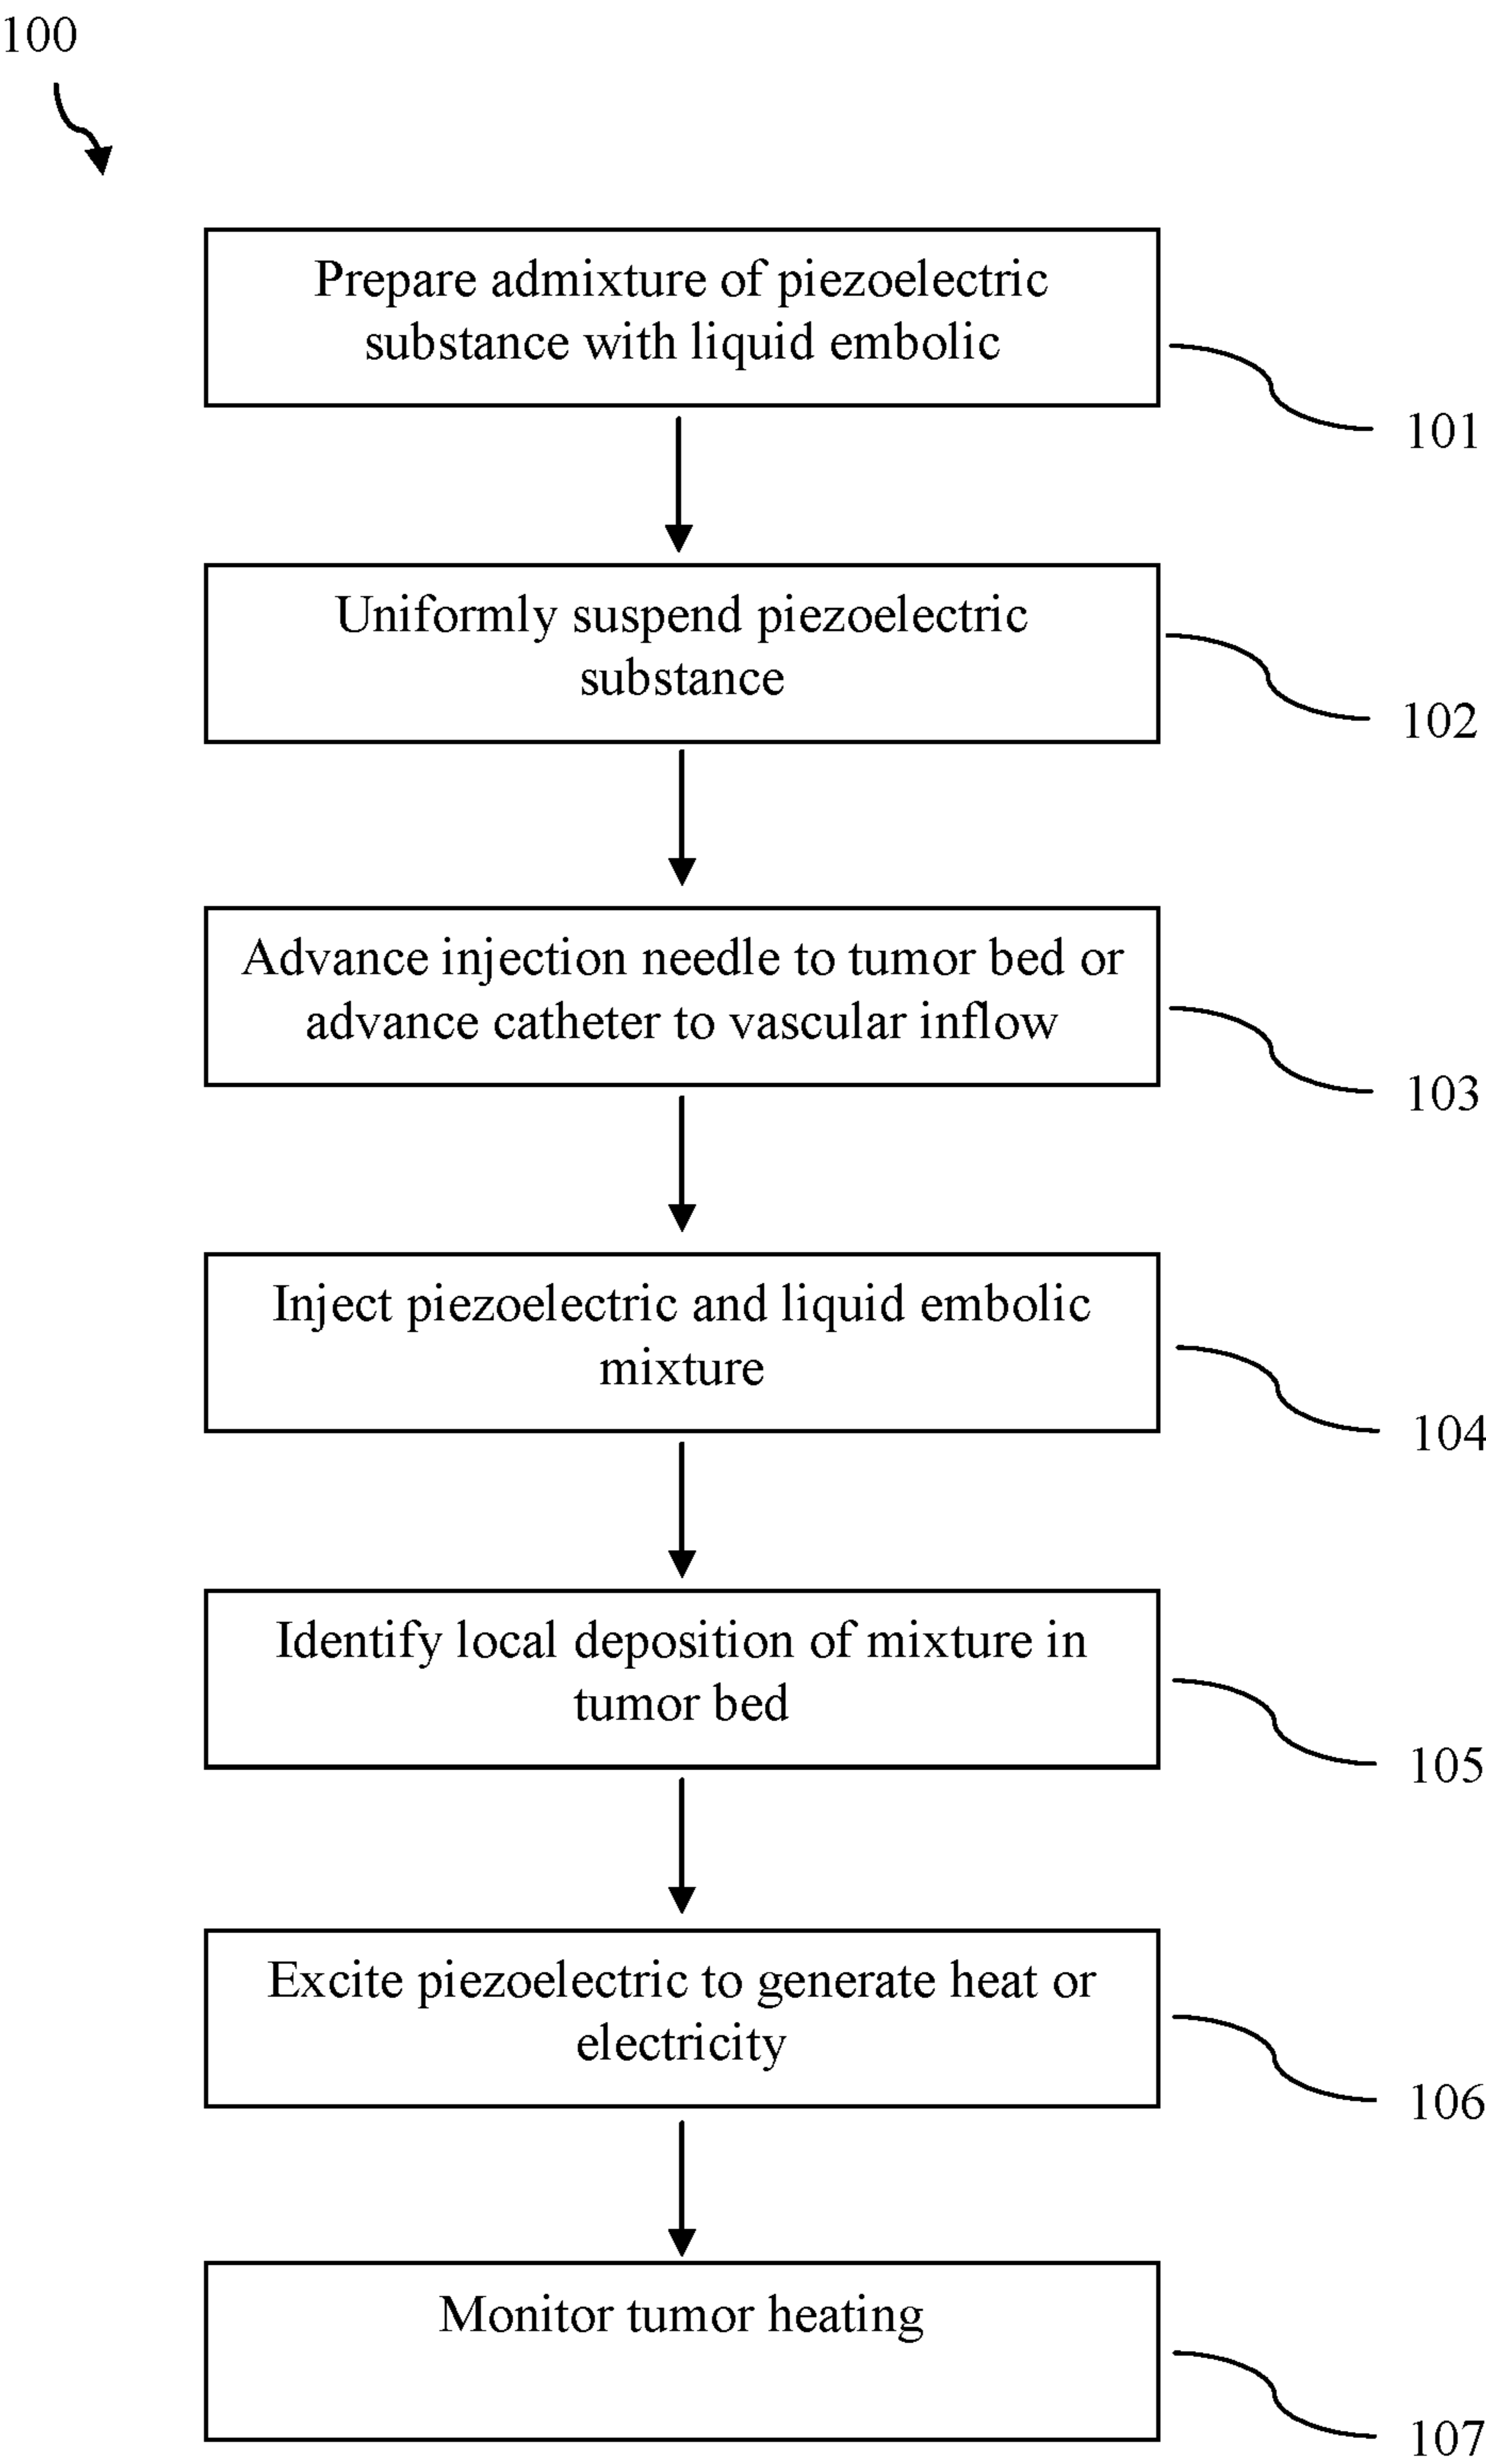 100
Prepare admixture of piezoelectric
substance with liquid embolic
101
Uniformly suspend piezoelectric
substance
102
Advance injection needle to tumor bed or
advance catheter to vascular inflow
103
Inject piezoelectric and liquid embolic
mixture
104
Identify local deposition of mixture in
tumor bed
105
Excite piezoelectric to generate heat or
electricity
106
Monitor tumor heating
107